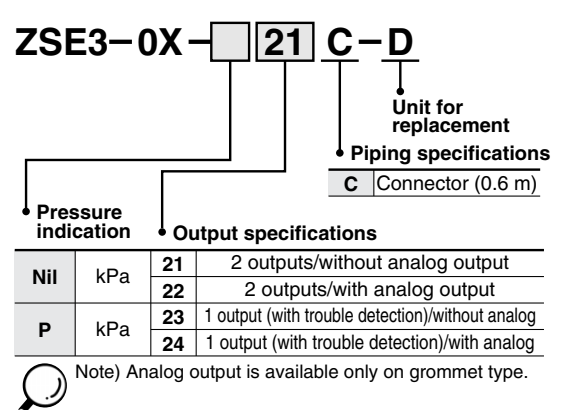 ZSE3-0X- 21 C-D
Unit for
replacement
Piping specifications
C Connector (0.6 m)
Pressure
indication
Output specifications
Nil kPa 21 2 outputs/without analog output
22 2 outputs/with analog output
P kPa 23 1 output (with trouble detection)/without analog
24 1 output (with trouble detection)/with analog
Note) Analog output is available only on grommet type.